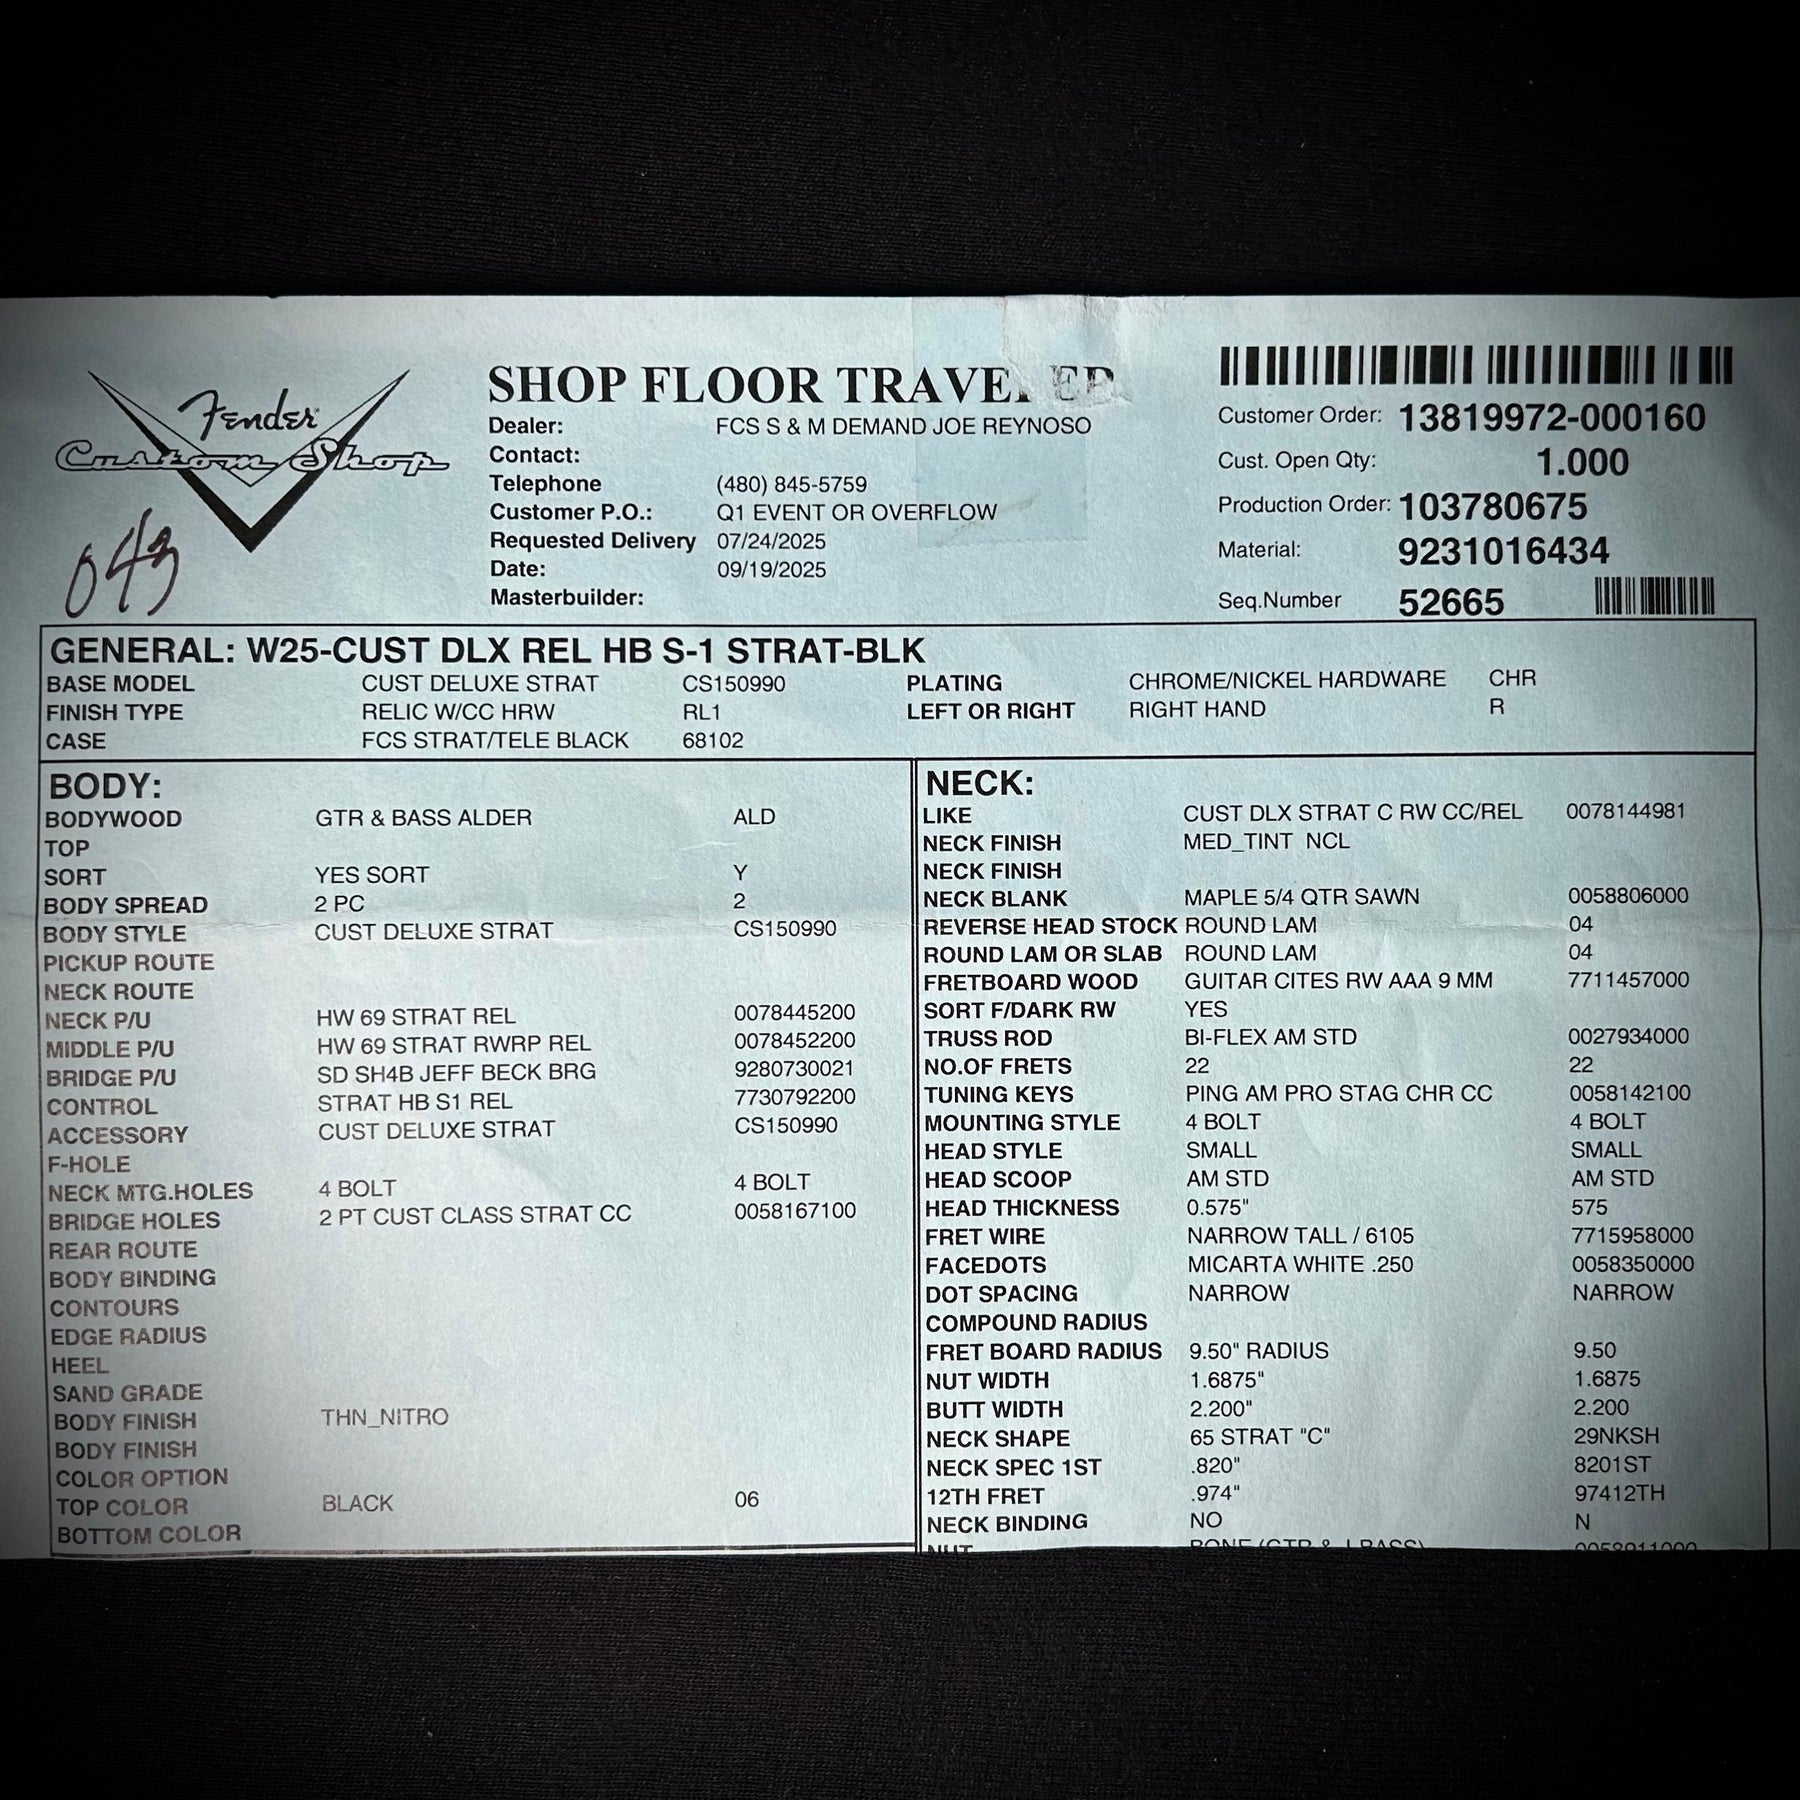 Fender
Custom Shop
043
SHOP FLOOR TRAVELER
Dealer: FCS S & M DEMAND JOE REYNOSO
Contact:
Telephone (480) 845-5759
Customer P.O.: Q1 EVENT OR OVERFLOW
Requested Delivery 07/24/2025
Date: 09/19/2025
Masterbuilder:
Customer Order: 13819972-000160
Cust. Open Qty: 1.000
Production Order: 103780675
Material: 9231016434
Seq.Number 52665
GENERAL: W25-CUST DLX REL HB S-1 STRAT-BLK
BASE MODEL CUST DELUXE STRAT CS150990
FINISH TYPE RELIC W/CC HRW RL1
CASE FCS STRAT/TELE BLACK 68102
PLATING CHROME/NICKEL HARDWARE CHR
LEFT OR RIGHT RIGHT HAND R
BODY:
BODYWOOD GTR & BASS ALDER ALD
TOP
SORT YES SORT Y
BODY SPREAD 2 PC 2
BODY STYLE CUST DELUXE STRAT CS150990
PICKUP ROUTE
NECK ROUTE
NECK P/U HW 69 STRAT REL 0078445200
MIDDLE P/U HW 69 STRAT RWRP REL 0078452200
BRIDGE P/U SD SH4B JEFF BECK BRG 9280730021
CONTROL STRAT HB S1 REL 7730792200
ACCESSORY CUST DELUXE STRAT CS150990
F-HOLE
NECK MTG.HOLES 4 BOLT 4 BOLT
BRIDGE HOLES 2 PT CUST CLASS STRAT CC 0058167100
REAR ROUTE
BODY BINDING
CONTOURS
EDGE RADIUS
HEEL
SAND GRADE
BODY FINISH THN_NITRO
BODY FINISH
COLOR OPTION
TOP COLOR BLACK 06
BOTTOM COLOR
NECK:
LIKE CUST DLX STRAT C RW CC/REL 0078144981
NECK FINISH MED_TINT NCL
NECK FINISH
NECK BLANK MAPLE 5/4 QTR SAWN 0058806000
REVERSE HEAD STOCK ROUND LAM 04
ROUND LAM OR SLAB ROUND LAM 04
FRETBOARD WOOD GUITAR CITES RW AAA 9 MM 7711457000
SORT F/DARK RW YES
TRUSS ROD BI-FLEX AM STD 0027934000
NO.OF FRETS 22 22
TUNING KEYS PING AM PRO STAG CHR CC 0058142100
MOUNTING STYLE 4 BOLT 4 BOLT
HEAD STYLE SMALL SMALL
HEAD SCOOP AM STD AM STD
HEAD THICKNESS 0.575" 575
FRET WIRE NARROW TALL / 6105 7715958000
FACEDOTS MICARTA WHITE .250 0058350000
DOT SPACING NARROW NARROW
COMPOUND RADIUS
FRET BOARD RADIUS 9.50" RADIUS 9.50
NUT WIDTH 1.6875" 1.6875
BUTT WIDTH 2.200" 2.200
NECK SHAPE 65 STRAT "C" 29NKSH
NECK SPEC 1ST .820" 8201ST
12TH FRET .974" 97412TH
NECK BINDING NO N
NUT BONE (GTR & J BASS) 0058911000